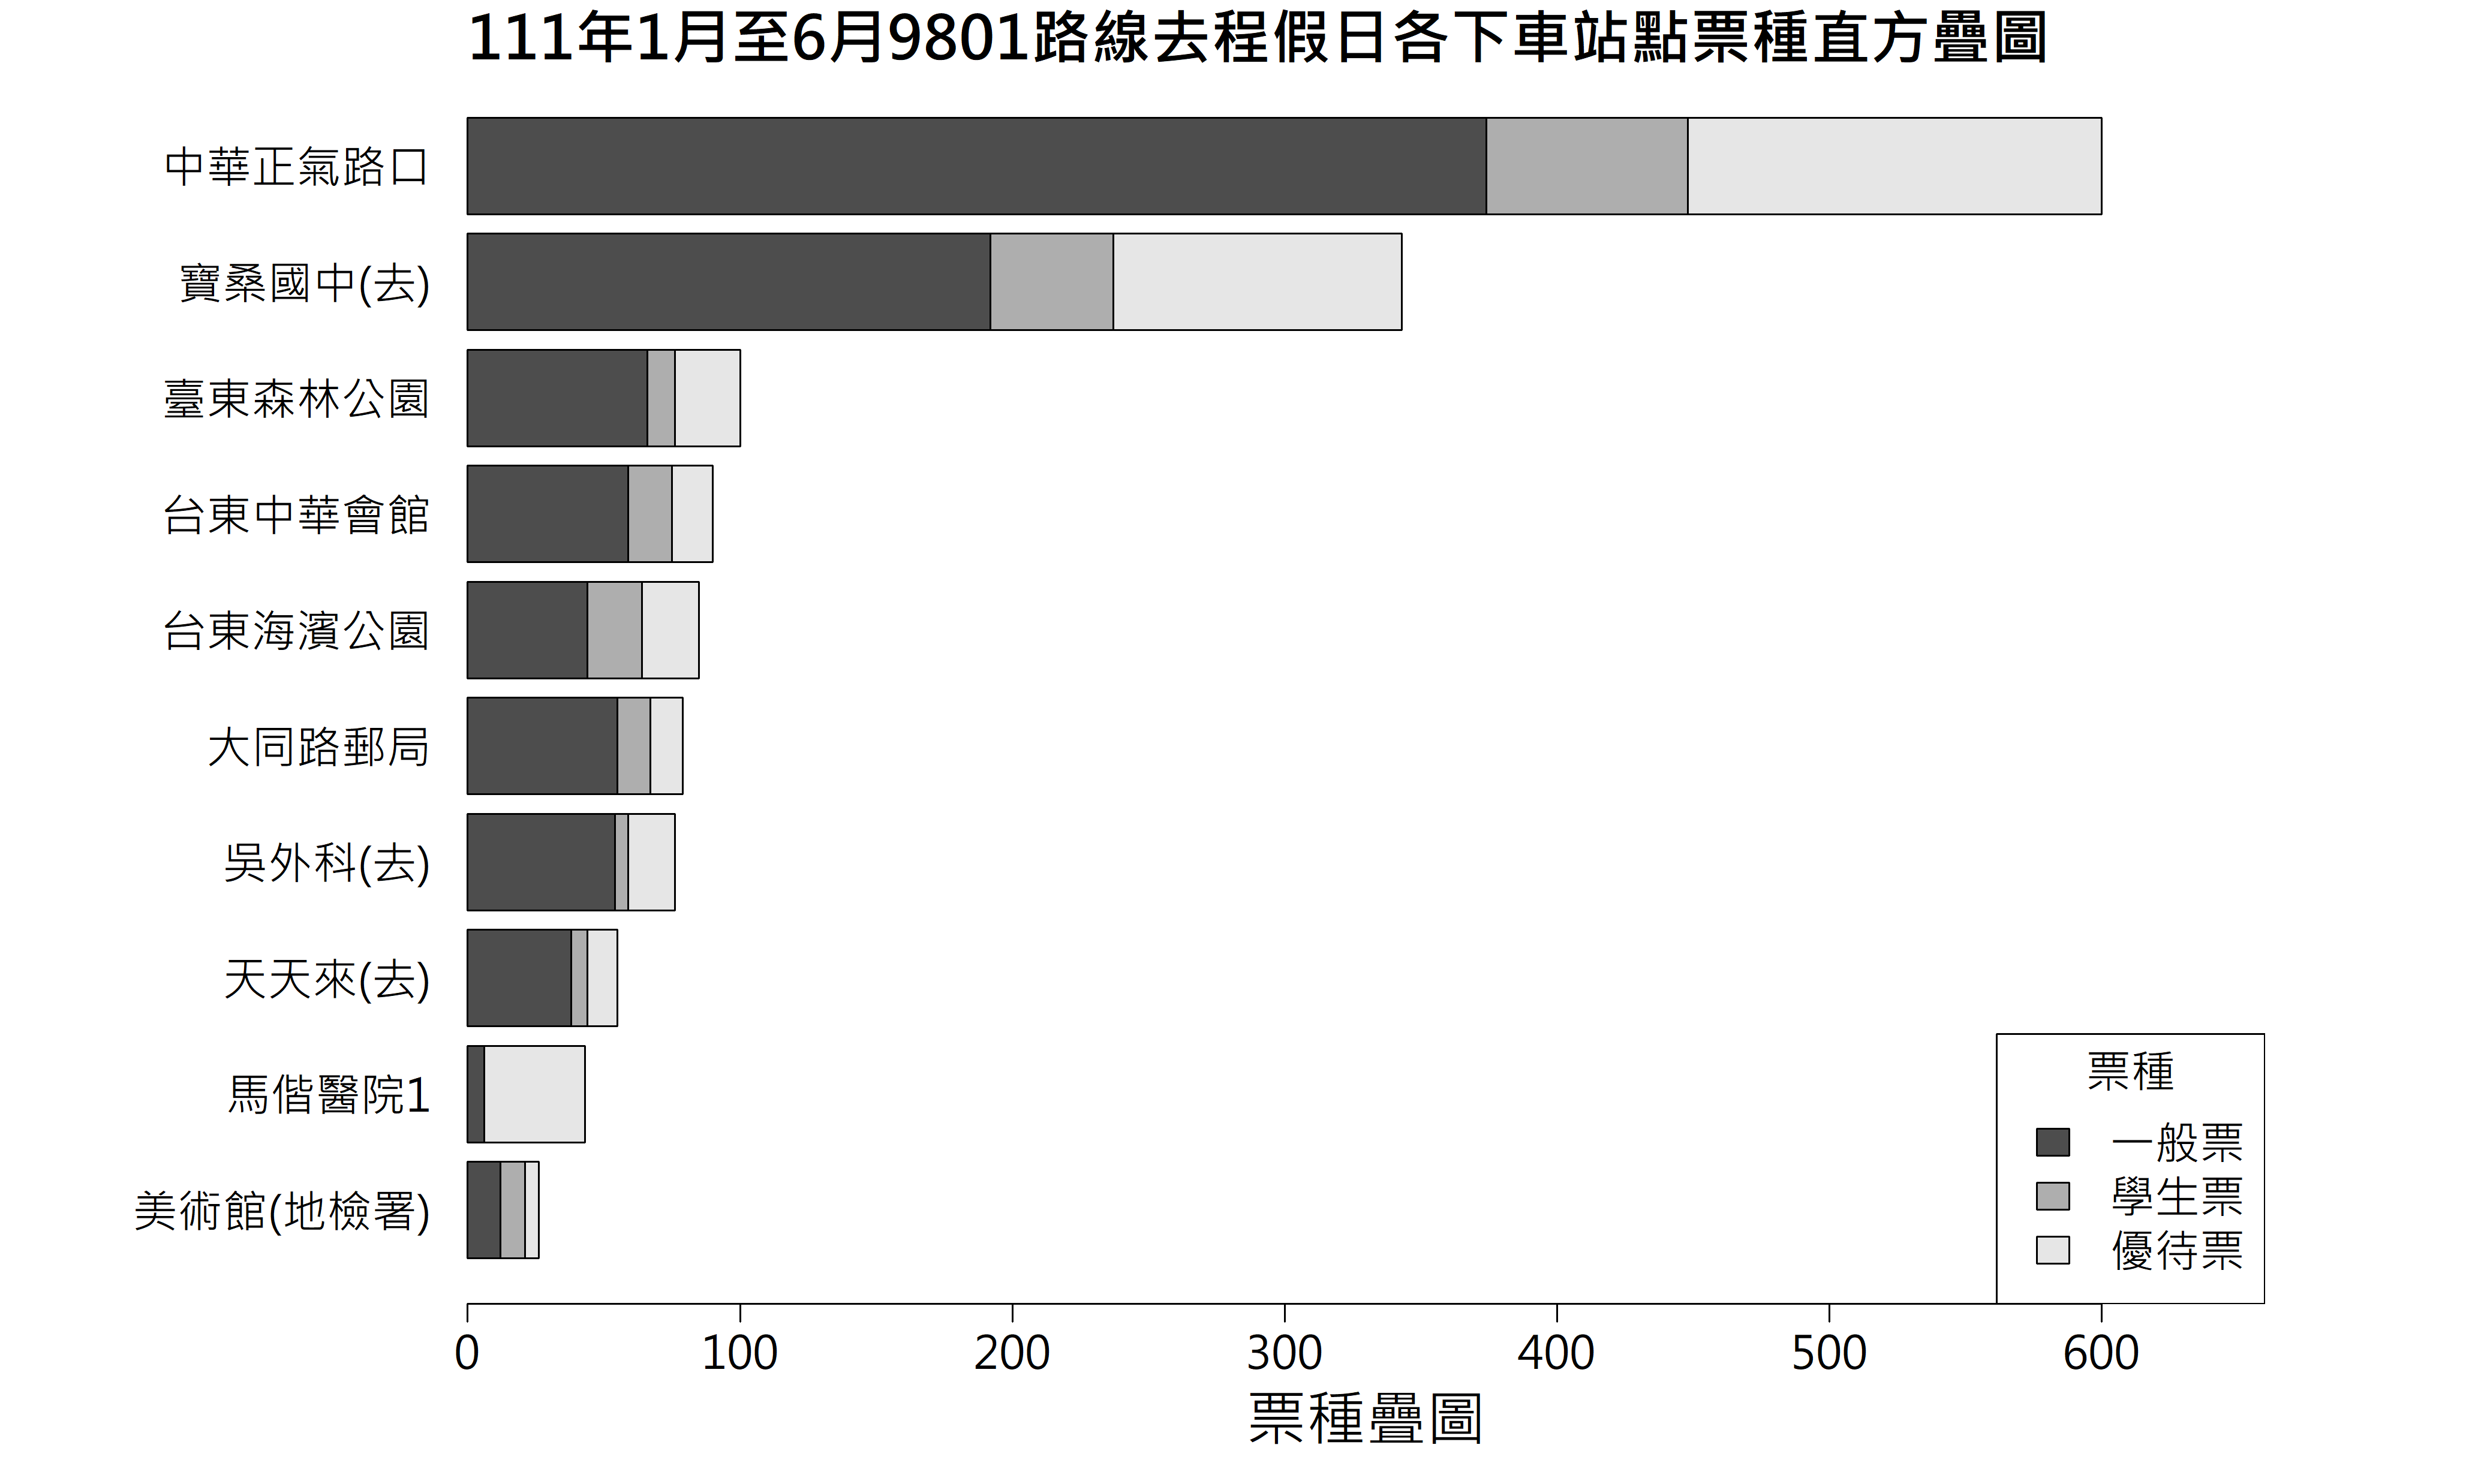 111年1月至6月9801路線去程假日各下車站點票種直方疊圖
中華正氣路口
寶桑國中(去)
臺東森林公園
台東中華會館
台東海濱公園
大同路郵局
吳外科(去)
天天來(去)
馬偕醫院1
美術館(地檢署)
票種
一般票
學生票
優待票
0 100 200 300 400 500 600
票種疊圖